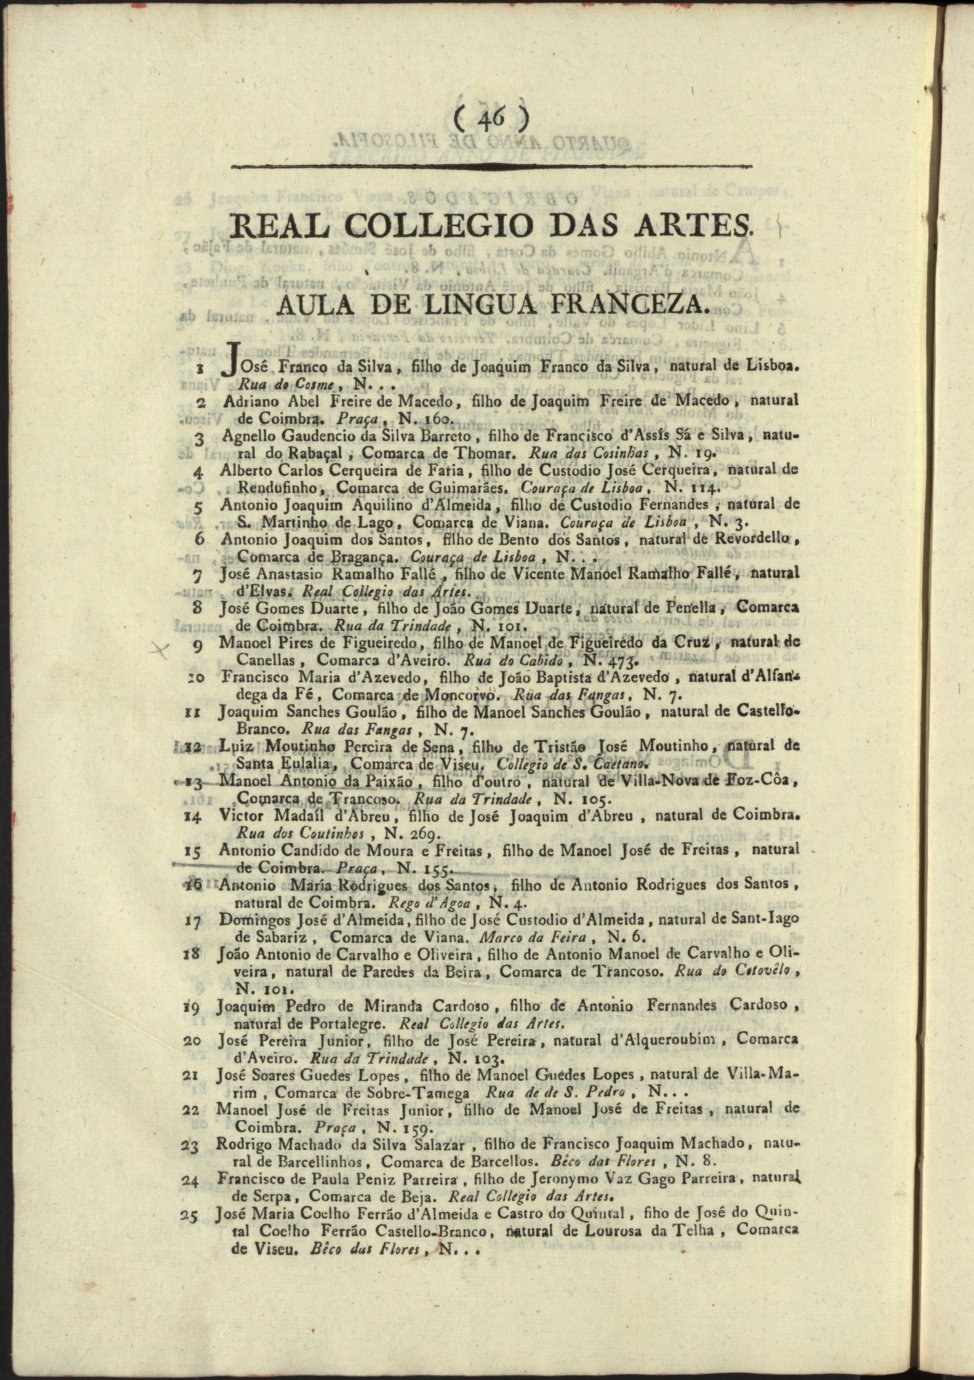 ( 46 )
REAL COLLEGIO DAS ARTES.
AULA DE LINGUA FRANCEZA.
1 JOsé Franco da Silva, filho de Joaquim Franco da Silva, natural de Lisboa.
Rua do Cosme, N. . .
2 Adriano Abel Freire de Macedo, filho de Joaquim Freire de Macedo, natural
de Coimbra. Praça, N. 160.
3 Agnello Gaudencio da Silva Barreto, filho de Francisco d'Assís Sá e Silva, natu-
ral do Rabaçal, Comarca de Thomar. Rua das Cosinhas, N. 19.
4 Alberto Carlos Cerqueira de Faria, filho de Custodio José Cerqueira, natural de
Rendufinho, Comarca de Guimarães. Couraça de Lisboa, N. 114.
5 Antonio Joaquim Aquilino d'Almeida, filho de Custodio Fernandes, natural de
S. Martinho de Lago, Comarca de Viana. Couraça de Lisboa, N. 3.
6 Antonio Joaquim dos Santos, filho de Bento dos Santos, natural de Revordello,
Comarca de Bragança. Couraça de Lisboa, N. . .
7 José Anastasio Ramalho Fallé, filho de Vicente Manoel Ramalho Fallé, natural
d'Elvas. Real Collegio das Artes.
8 José Gomes Duarte, filho de João Gomes Duarte, natural de Penella, Comarca
de Coimbra. Rua da Trindade, N. 101.
9 Manoel Pires de Figueiredo, filho de Manoel de Figueiredo da Cruz, natural de
Canellas, Comarca d'Aveiro. Rua do Cabido, N. 473.
10 Francisco Maria d'Azevedo, filho de João Baptista d'Azevedo, natural d'Alfan-
dega da Fé, Comarca de Moncorvo. Rua das Fangas, N. 7.
11 Joaquim Sanches Goulão, filho de Manoel Sanches Goulão, natural de Castello-
Branco. Rua das Fangas, N. 7.
12 Luiz Moutinho Pereira de Sena, filho de Tristão José Moutinho, natural de
Santa Eulalia, Comarca de Viseu. Collegio de S. Caetano.
13 Manoel Antonio da Paixão, filho d'outro, natural de Villa-Nova de Foz-Côa,
Comarca de Trancoso. Rua da Trindade, N. 105.
14 Victor Madaíl d'Abreu, filho de José Joaquim d'Abreu, natural de Coimbra.
Rua dos Coutinhos, N. 269.
15 Antonio Candido de Moura e Freitas, filho de Manoel José de Freitas, natural
de Coimbra. Praça, N. 155.
16 Antonio María Rodrigues dos Santos, filho de Antonio Rodrigues dos Santos,
natural de Coimbra. Rego d'Agoa, N. 4.
17 Domingos José d'Almeida, filho de José Custodio d'Almeida, natural de Sant-Iago
de Sabariz, Comarca de Viana. Marco da Feira, N. 6.
18 João Antonio de Carvalho e Oliveira, filho de Antonio Manoel de Carvalho e Oli-
veira, natural de Paredes da Beira, Comarca de Trancoso. Rua do Cotovêlo,
N. 101.
19 Joaquim Pedro de Miranda Cardoso, filho de Antonio Fernandes Cardoso,
natural de Portalegre. Real Collegio das Artes.
20 José Pereira Junior, filho de José Pereira, natural d'Alqueroubim, Comarca
d'Aveiro. Rua da Trindade, N. 103.
21 José Soares Guedes Lopes, filho de Manoel Guedes Lopes, natural de Villa-Ma-
rim, Comarca de Sobre-Tamega Rua de de S. Pedro, N. . .
22 Manoel José de Freitas Junior, filho de Manoel José de Freitas, natural de
Coimbra. Praça, N. 159.
23 Rodrigo Machado da Silva Salazar, filho de Francisco Joaquim Machado, natu-
ral de Barcellinhos, Comarca de Barcellos. Bêco das Flores, N. 8.
24 Francisco de Paula Peniz Parreira, filho de Jeronymo Vaz Gago Parreira, natural
de Serpa, Comarca de Beja. Real Collegio das Artes.
25 José Maria Coelho Ferrão d'Almeida e Castro do Quintal, fiho de José do Quin-
tal Coelho Ferrão Castello-Branco, natural de Lourosa da Telha, Comarca
de Viseu. Bêco das Flores, N. . .